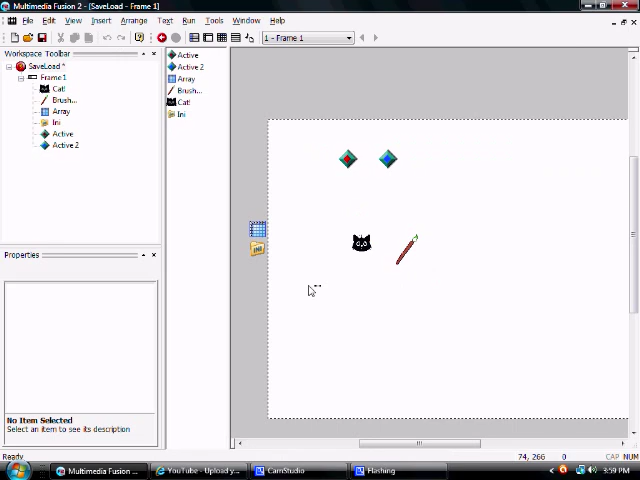 Multimedia Fusion 2 - [SaveLoad - Frame 1]
File Edit View Insert Arrange Text Run Tools Window Help
1 - Frame 1
Workspace Toolbar
SaveLoad *
Frame 1
Cat!
Brush...
Array
Ini
Active
Active 2
Active
Active 2
Array
Brush...
Cat!
Ini
INI
Properties
No Item Selected
Select an item to see its description
Ready
74, 266 0 CAP NUM
Multimedia Fusion ... YouTube - Upload y... CamStudio Flashing 3:59 PM